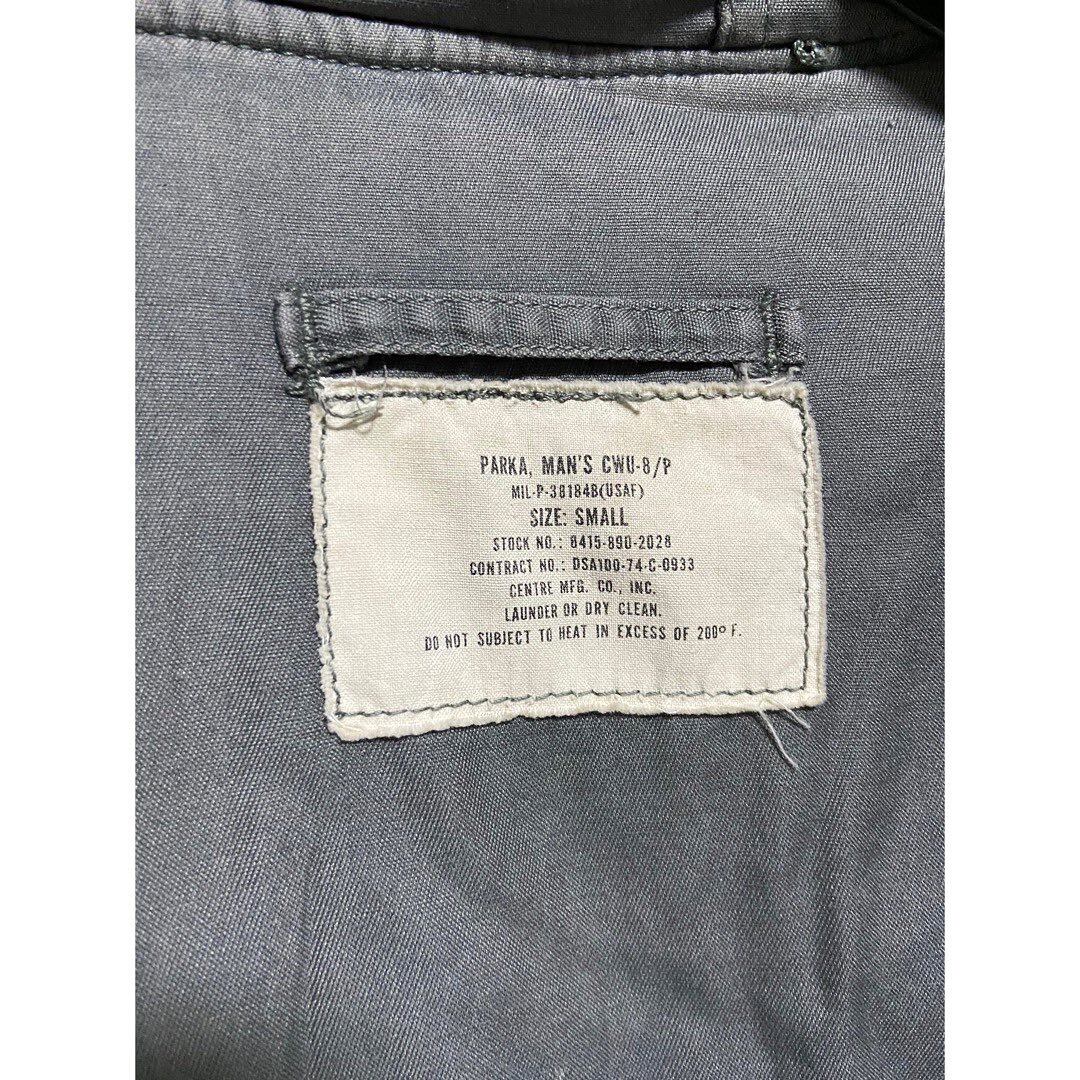 PARKA, MAN'S CWU-8/P
MIL-P-38184B(USAF)
SIZE: SMALL
STOCK NO.: 8415-890-2028
CONTRACT NO.: DSA100-74-C-0933
CENTRE MFG. CO., INC.
LAUNDER OR DRY CLEAN.
DO NOT SUBJECT TO HEAT IN EXCESS OF 200° F.